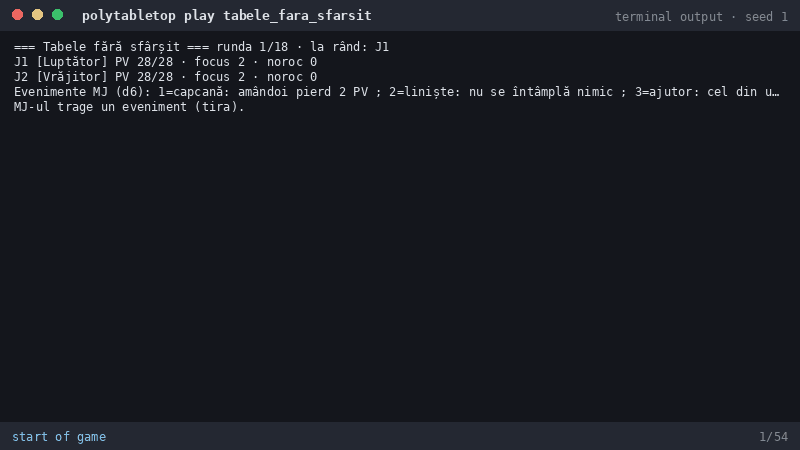 polytabletop play tabele_fara_sfarsit
terminal output · seed 1
=== Tabele fără sfârșit === runda 1/18 · la rând: J1
J1 [Luptător] PV 28/28 · focus 2 · noroc 0
J2 [Vrăjitor] PV 28/28 · focus 2 · noroc 0
Evenimente MJ (d6): 1=capcană: amândoi pierd 2 PV ; 2=liniște: nu se întâmplă nimic ; 3=ajutor: cel din u…
MJ-ul trage un eveniment (tira).
start of game
1/54